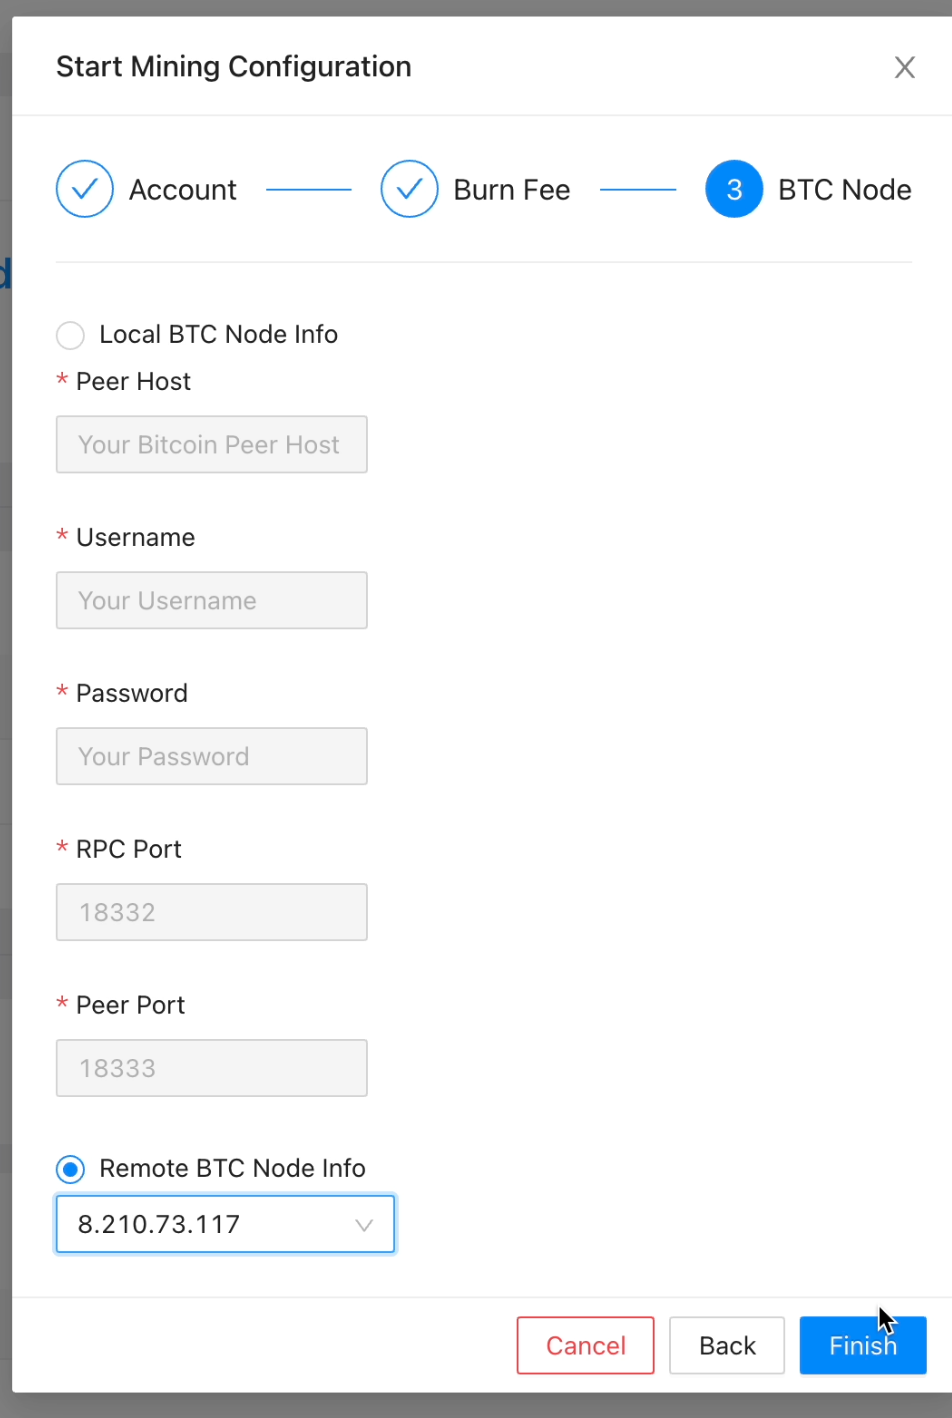 Start Mining Configuration
Account
Burn Fee
3 BTC Node
Local BTC Node Info
* Peer Host
Your Bitcoin Peer Host
* Username
Your Username
* Password
Your Password
* RPC Port
18332
* Peer Port
18333
Remote BTC Node Info
8.210.73.117
Cancel
Back
Finish